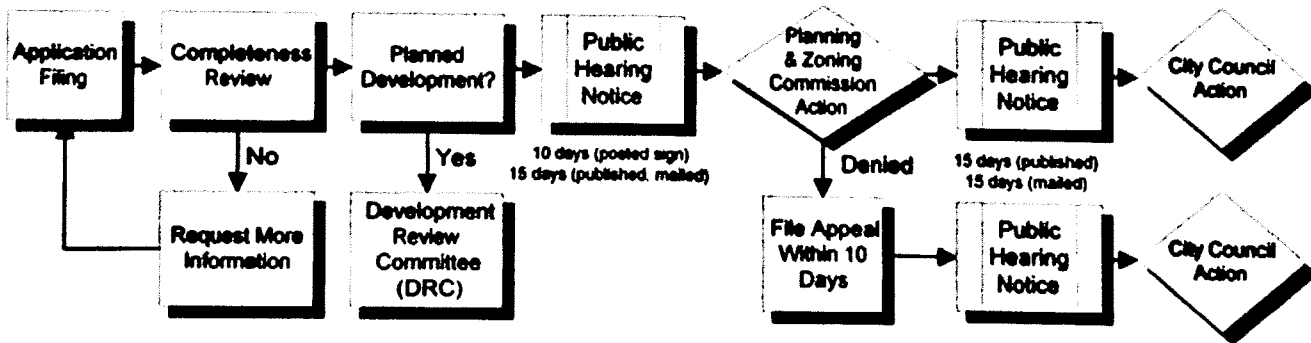 Application
Filing
Completeness
Review
Planned
Development?
Public
Hearing
Notice
Planning
& Zoning
Commission
Action
Public
Hearing
Notice
City Council
Action
No
Yes
10 days (posted sign)
15 days (published, mailed)
Denied
15 days (published)
15 days (mailed)
Request More
Information
Development
Review
Committee
(DRC)
File Appeal
Within 10
Days
Public
Hearing
Notice
City Council
Action